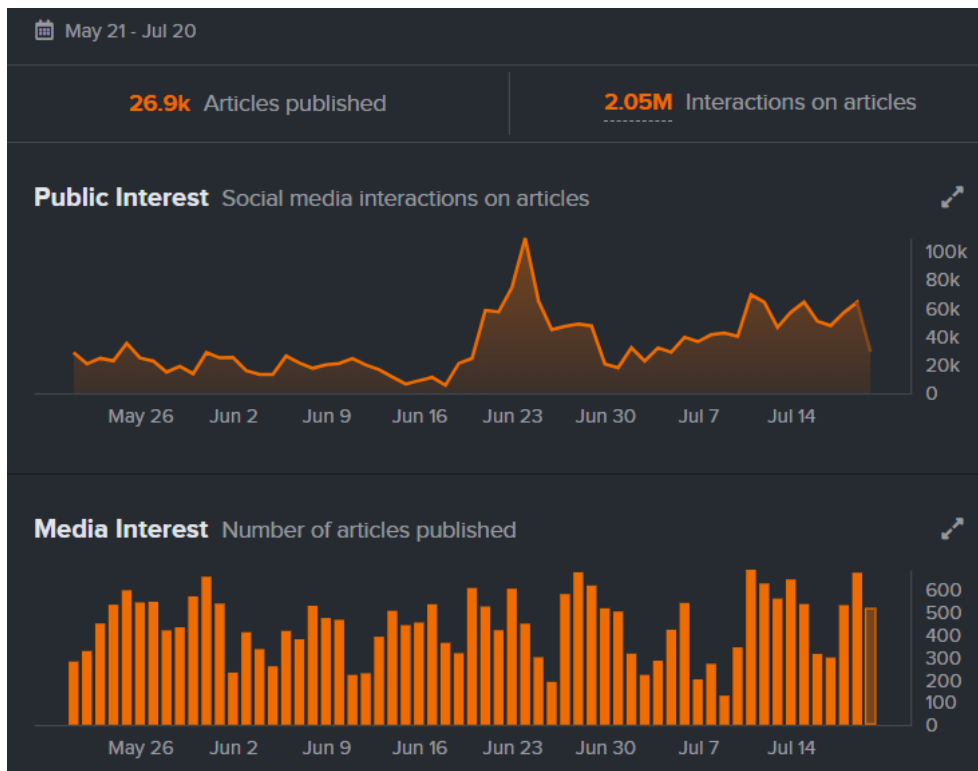 May 21 - Jul 20
26.9k Articles published
2.05M Interactions on articles
Public Interest Social media interactions on articles
100k
80k
60k
40k
20k
0
May 26 Jun 2 Jun 9 Jun 16 Jun 23 Jun 30 Jul 7 Jul 14
Media Interest Number of articles published
600
500
400
300
200
100
0
May 26 Jun 2 Jun 9 Jun 16 Jun 23 Jun 30 Jul 7 Jul 14